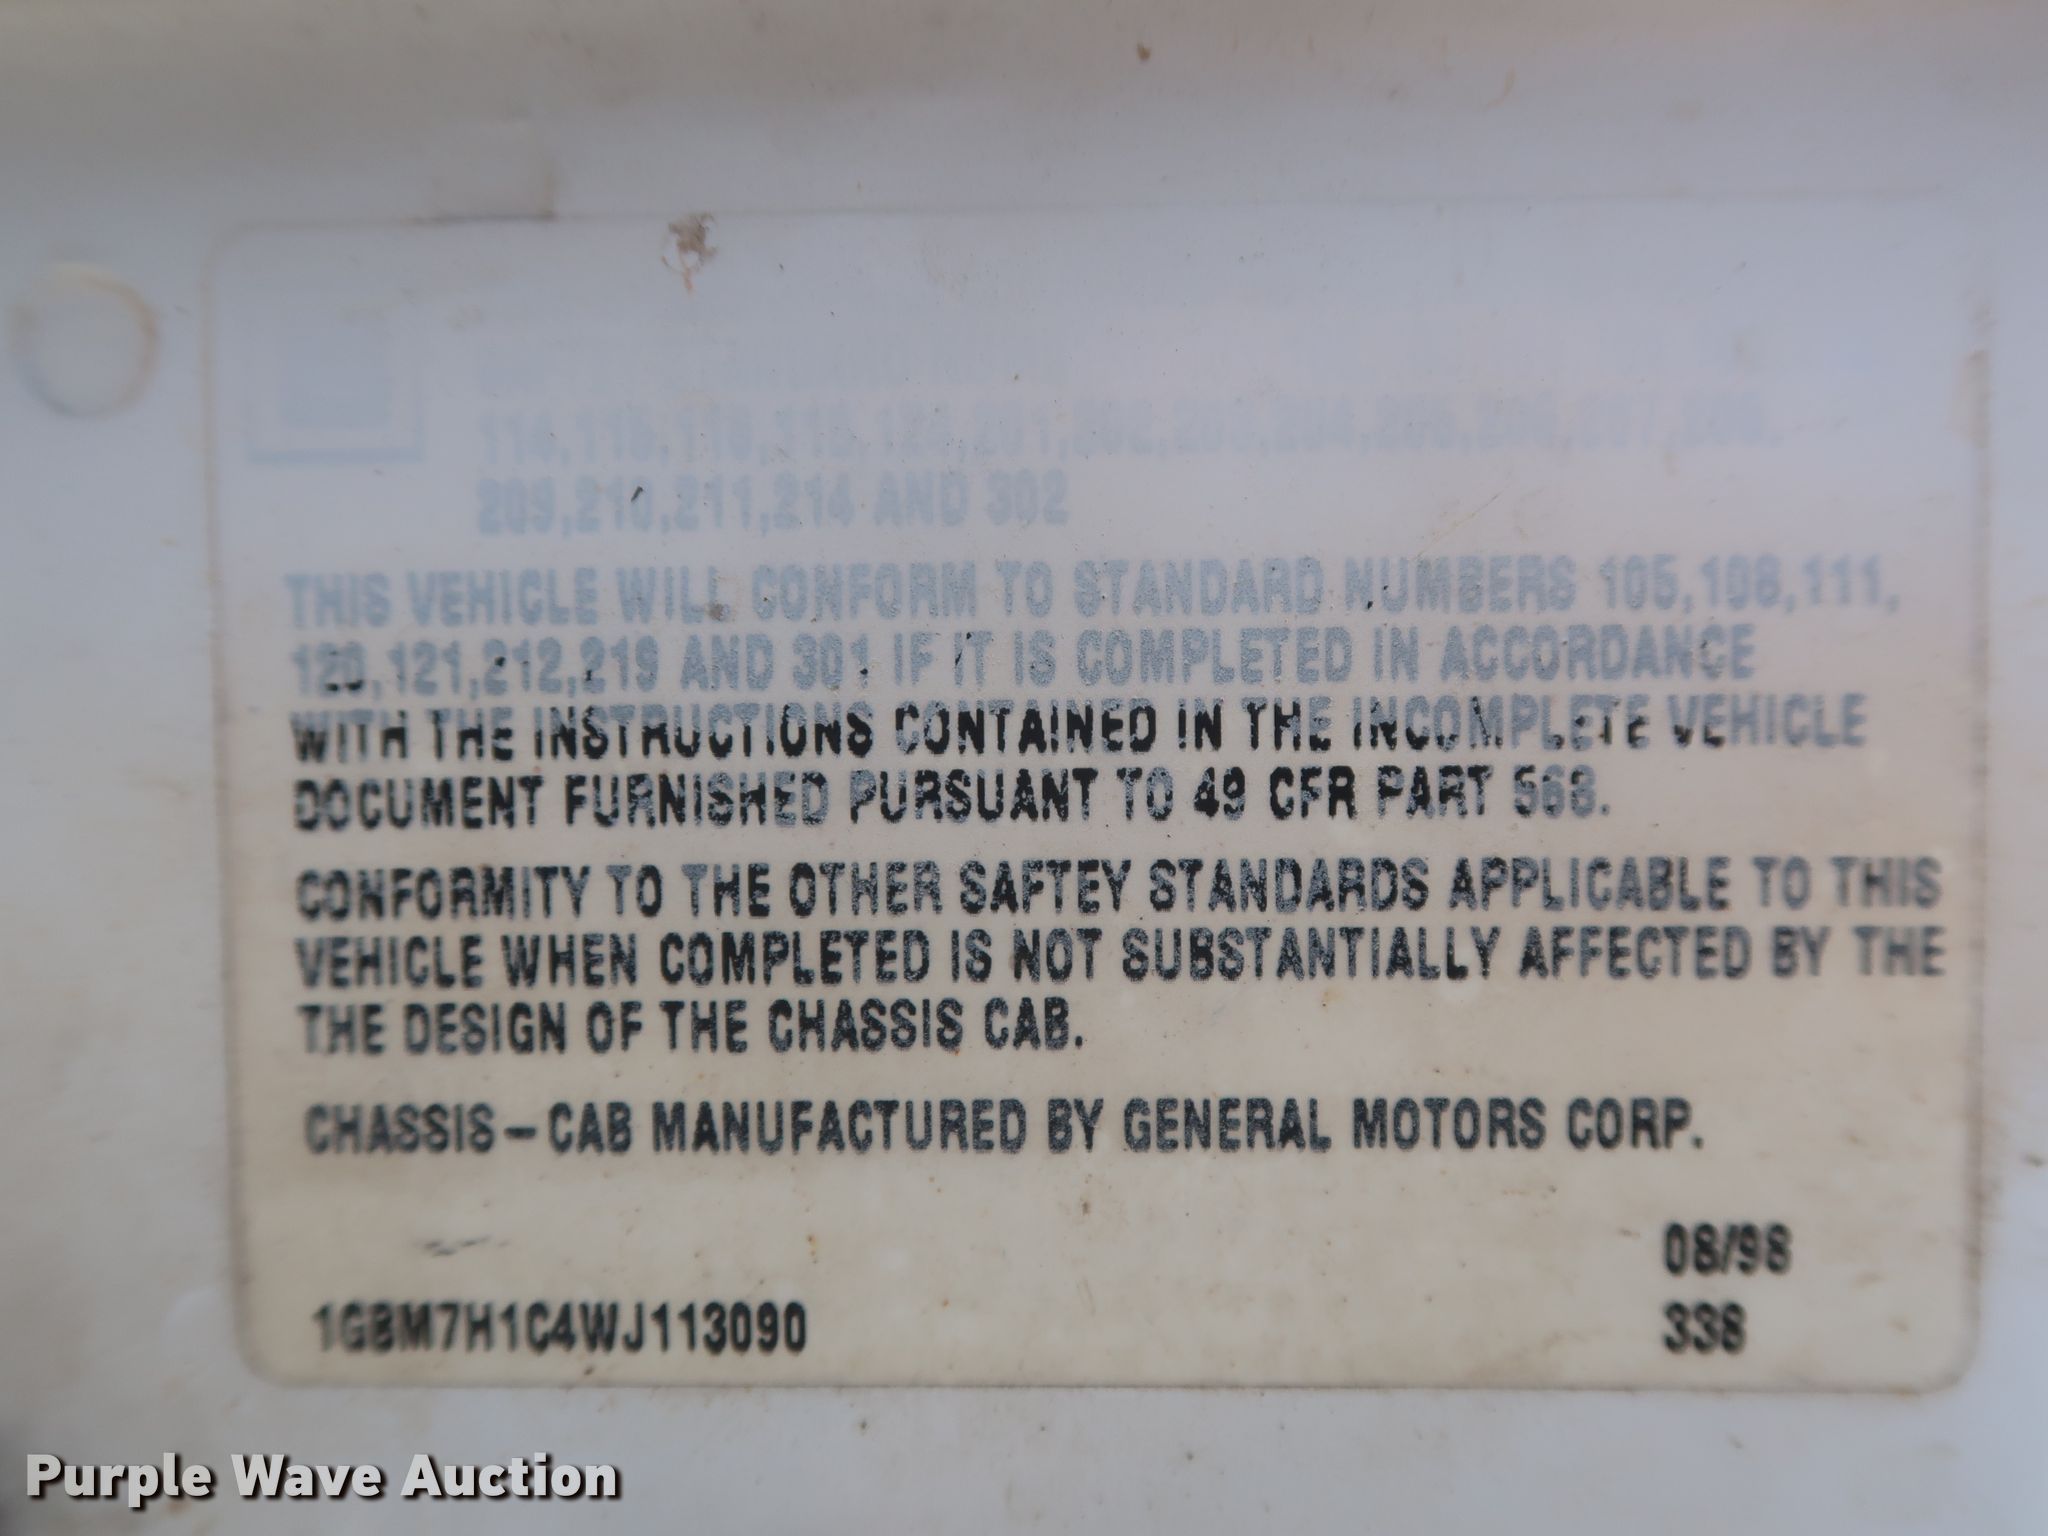 209,210,211,214 AND 302
THIS VEHICLE WILL CONFORM TO STANDARD NUMBERS 105,108,111,
120,121,212,219 AND 301 IF IT IS COMPLETED IN ACCORDANCE
WITH THE INSTRUCTIONS CONTAINED IN THE INCOMPLETE VEHICLE
DOCUMENT FURNISHED PURSUANT TO 49 CFR PART 568.
CONFORMITY TO THE OTHER SAFTEY STANDARDS APPLICABLE TO THIS
VEHICLE WHEN COMPLETED IS NOT SUBSTANTIALLY AFFECTED BY THE
THE DESIGN OF THE CHASSIS CAB.
CHASSIS-CAB MANUFACTURED BY GENERAL MOTORS CORP.
08/98
1GBM7H1C4WJ113090 338
Purple Wave Auction